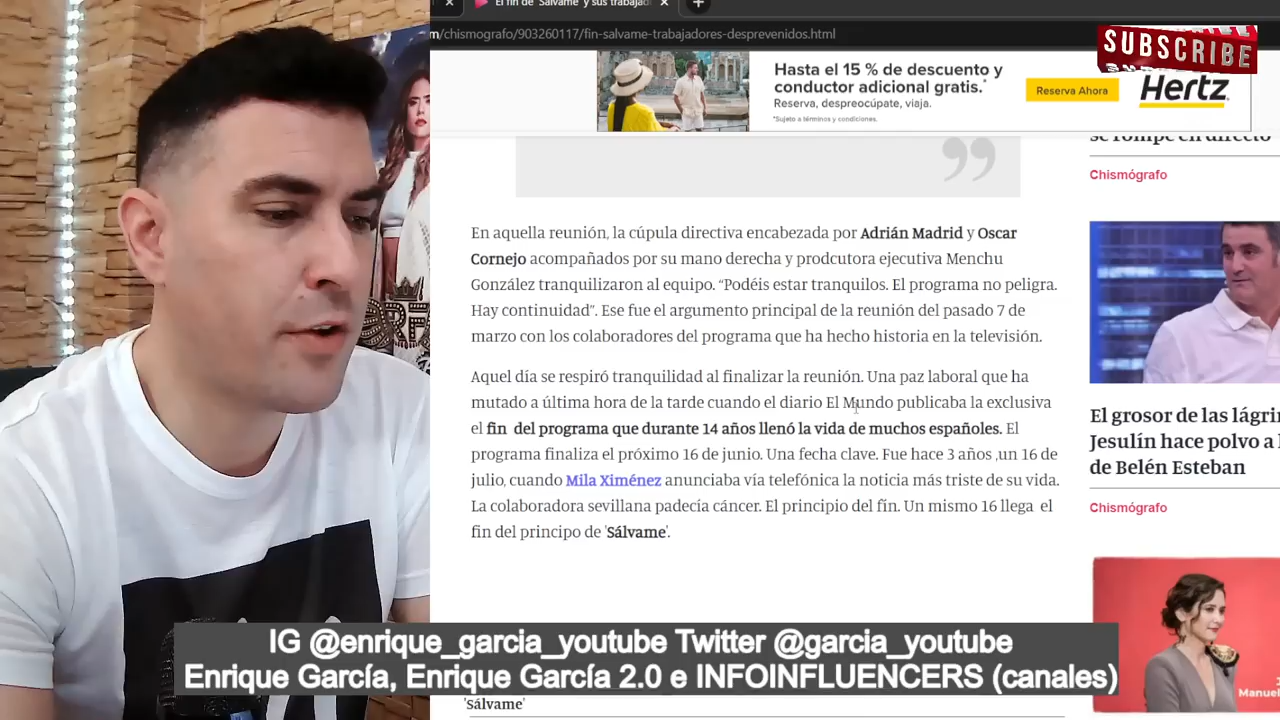 El fin de 'Sálvame' y sus trabajad
m/chismografo/903260117/fin-salvame-trabajadores-desprevenidos.html
SUBSCRIBE
Hasta el 15 % de descuento y
conductor adicional gratis.*
Reserva, despreocúpate, viaja.
*Sujeto a términos y condiciones.
Reserva Ahora
Hertz
se rompe en directo
Chismógrafo
En aquella reunión, la cúpula directiva encabezada por Adrián Madrid y Oscar
Cornejo acompañados por su mano derecha y prodcutora ejecutiva Menchu
González tranquilizaron al equipo. “Podéis estar tranquilos. El programa no peligra.
Hay continuidad”. Ese fue el argumento principal de la reunión del pasado 7 de
marzo con los colaboradores del programa que ha hecho historia en la televisión.
Aquel día se respiró tranquilidad al finalizar la reunión. Una paz laboral que ha
mutado a última hora de la tarde cuando el diario El Mundo publicaba la exclusiva
el fin del programa que durante 14 años llenó la vida de muchos españoles. El
programa finaliza el próximo 16 de junio. Una fecha clave. Fue hace 3 años ,un 16 de
julio, cuando Mila Ximénez anunciaba vía telefónica la noticia más triste de su vida.
La colaboradora sevillana padecía cáncer. El principio del fín. Un mismo 16 llega el
fin del principo de 'Sálvame'.
El grosor de las lágri
Jesulín hace polvo a
de Belén Esteban
Chismógrafo
Manuel
IG @enrique_garcia_youtube Twitter @garcia_youtube
Enrique García, Enrique García 2.0 e INFOINFLUENCERS (canales)
'Sálvame'